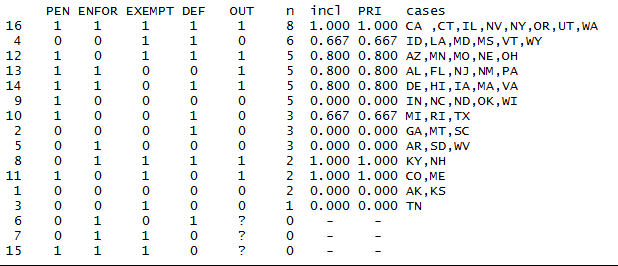 PEN ENFOR EXEMPT DEF OUT n incl PRI cases
16 1 1 1 1 1 8 1.000 1.000 CA ,CT,IL,NV,NY,OR,UT,WA
4 0 0 1 1 1 6 0.667 0.667 ID,LA,MD,MS,VT,WY
12 1 0 1 1 1 5 0.800 0.800 AZ,MN,MO,NE,OH
13 1 1 0 0 1 5 0.800 0.800 AL,FL,NJ,NM,PA
14 1 1 0 1 1 5 0.800 0.800 DE,HI,IA,MA,VA
9 1 0 0 0 0 5 0.000 0.000 IN,NC,ND,OK,WI
10 1 0 0 1 1 3 0.667 0.667 MI,RI,TX
2 0 0 0 1 0 3 0.000 0.000 GA,MT,SC
5 0 1 0 0 0 3 0.000 0.000 AR,SD,WV
8 0 1 1 1 1 2 1.000 1.000 KY,NH
11 1 0 1 0 1 2 1.000 1.000 CO,ME
1 0 0 0 0 0 2 0.000 0.000 AK,KS
3 0 0 1 0 0 1 0.000 0.000 TN
6 0 1 0 1 ? 0 - -
7 0 1 1 0 ? 0 - -
15 1 1 1 0 ? 0 - -